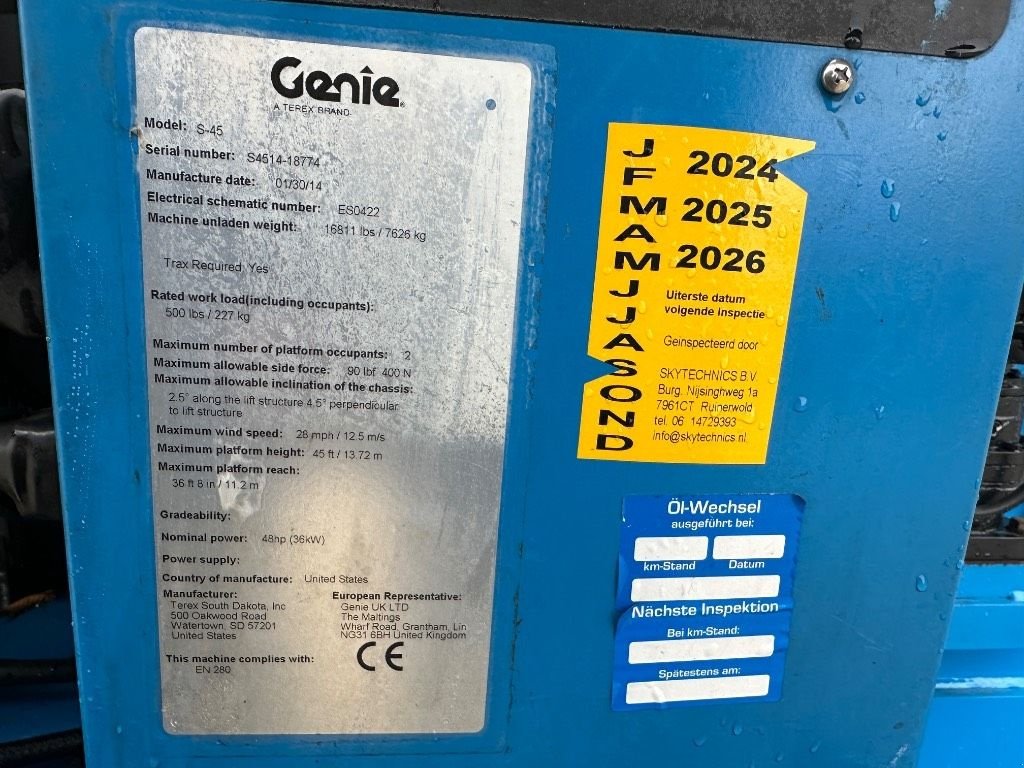 Genie
A TEREX BRAND.
Model: S-45
Serial number: S4514-18774
Manufacture date: 01/30/14
Electrical schematic number: ES0422
Machine unladen weight: 16811 lbs / 7626 kg
Trax Required Yes
Rated work load(including occupants):
500 lbs / 227 kg
Maximum number of platform occupants: 2
Maximum allowable side force: 90 lbf 400 N
Maximum allowable inclination of the chassis:
2.5° along the lift structure 4.5° perpendicular
to lift structure
Maximum wind speed: 28 mph / 12.5 m/s
Maximum platform height: 45 ft / 13.72 m
Maximum platform reach:
36 ft 8 in / 11.2 m
Gradeability:
Nominal power: 48hp (36kW)
Power supply:
Country of manufacture: United States
Manufacturer:
Terex South Dakota, Inc
500 Oakwood Road
Watertown, SD 57201
United States
European Representative:
Genie UK LTD
The Maltings
Wharf Road, Grantham, Lin
NG31 6BH United Kingdom
This machine complies with:
EN 280
CE
J
F
M
A
M
J
J
A
S
O
N
D
2024
2025
2026
Uiterste datum
volgende inspectie
Geinspecteerd door
SKYTECHNICS B.V.
Burg. Nijsinghweg 1a
7961CT Ruinerwold
tel. 06 14729393
info@skytechnics.nl
Öl-Wechsel
ausgeführt bei:
km-Stand Datum
Nächste Inspektion
Bei km-Stand:
Spätestens am: